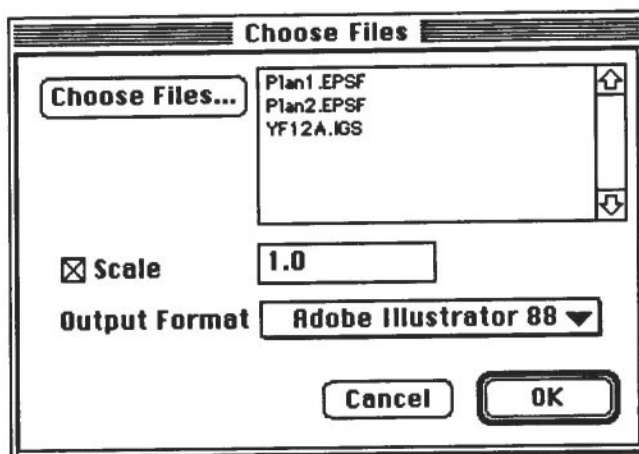 Choose Files
Choose Files...
Plan1.EPSF
Plan2.EPSF
YF12A.IGS
Scale
1.0
Output Format
Adobe Illustrator 88
Cancel
OK